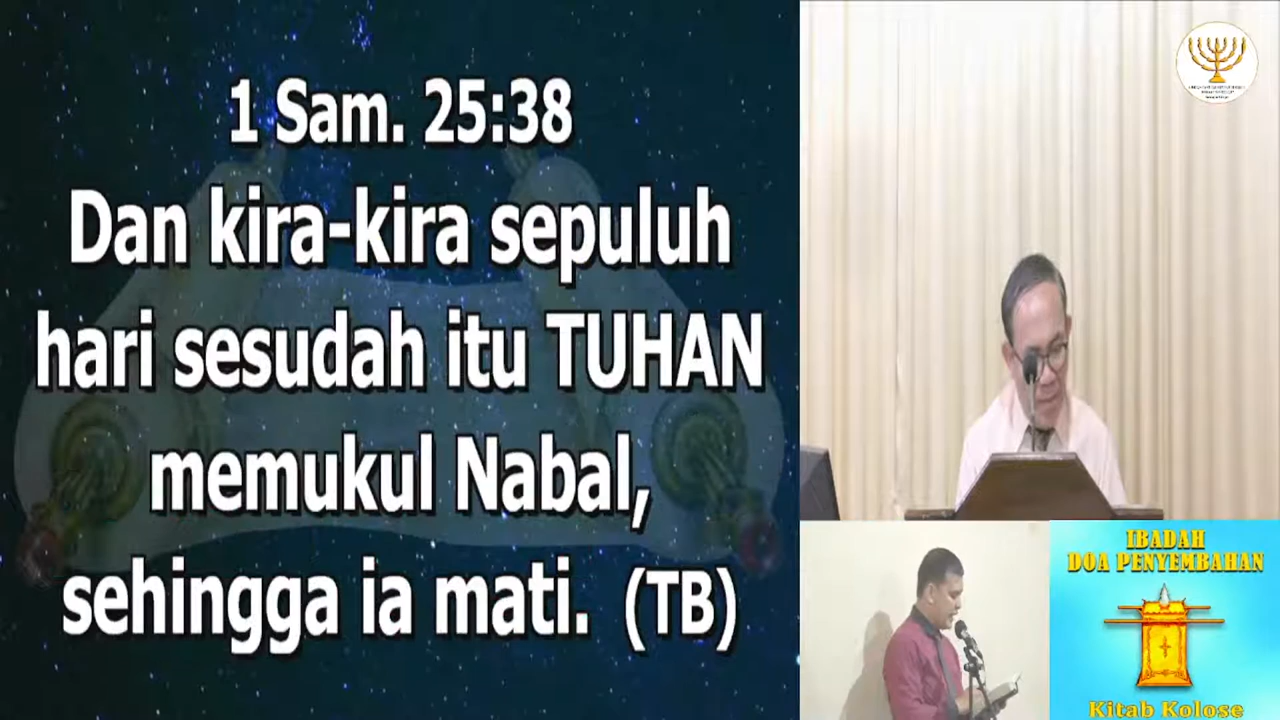 1 Sam. 25:38
Dan kira-kira sepuluh
hari sesudah itu TUHAN
memukul Nabal,
sehingga ia mati. (TB)
IBADAH
DOA PENYEMBAHAN
Kitab Kolose